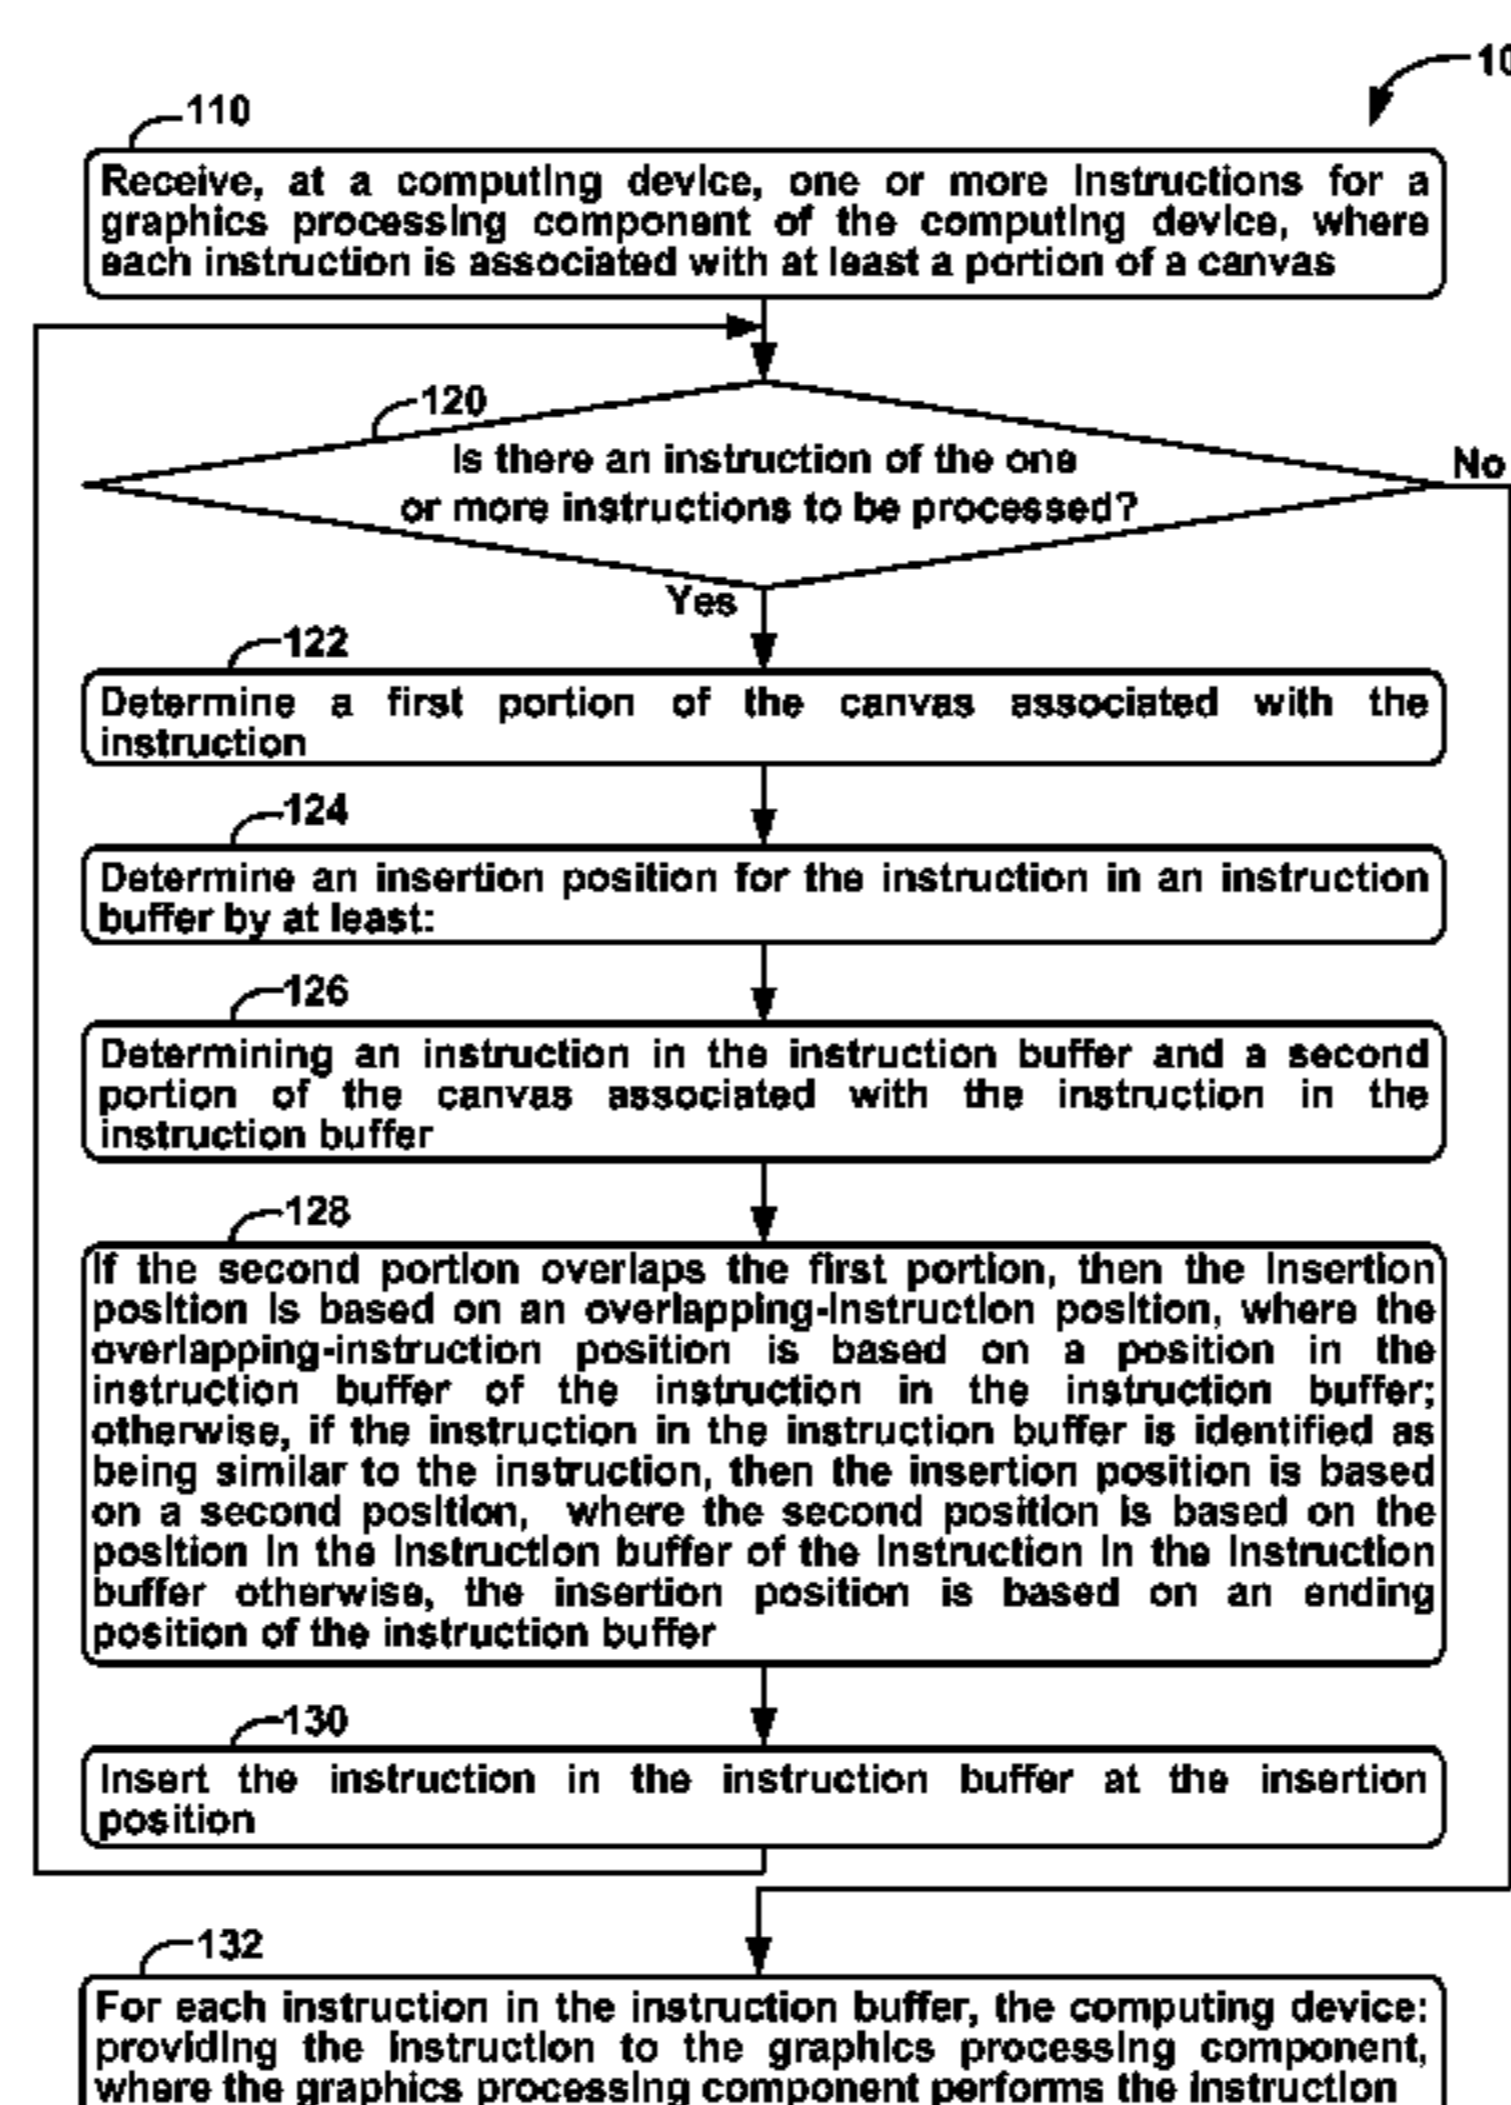 10
110
Receive, at a computing device, one or more instructions for a
graphics processing component of the computing device, where
each instruction is associated with at least a portion of a canvas
120
Is there an instruction of the one
or more instructions to be processed?
No
Yes
122
Determine a first portion of the canvas associated with the
instruction
124
Determine an insertion position for the instruction in an instruction
buffer by at least:
126
Determining an instruction in the instruction buffer and a second
portion of the canvas associated with the instruction in the
instruction buffer
128
If the second portion overlaps the first portion, then the insertion
position is based on an overlapping-instruction position, where the
overlapping-instruction position is based on a position in the
instruction buffer of the instruction in the instruction buffer;
otherwise, if the instruction in the instruction buffer is identified as
being similar to the instruction, then the insertion position is based
on a second position, where the second position is based on the
position in the instruction buffer of the instruction in the instruction
buffer otherwise, the insertion position is based on an ending
position of the instruction buffer
130
Insert the instruction in the instruction buffer at the insertion
position
132
For each instruction in the instruction buffer, the computing device:
providing the instruction to the graphics processing component,
where the graphics processing component performs the instruction